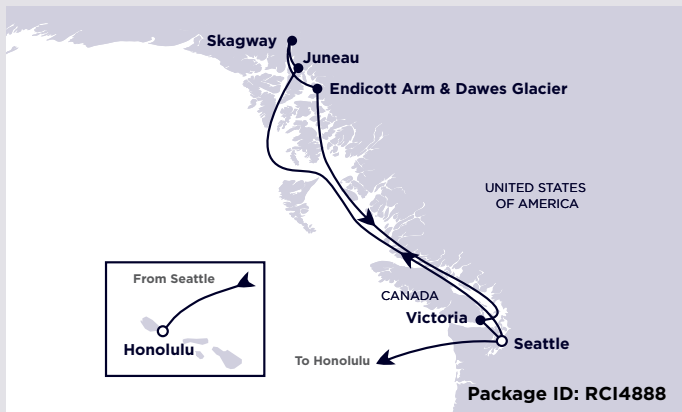 Skagway
Juneau
Endicott Arm & Dawes Glacier
UNITED STATES
OF AMERICA
From Seattle
Honolulu
CANADA
Victoria
Seattle
To Honolulu
Package ID: RCI4888